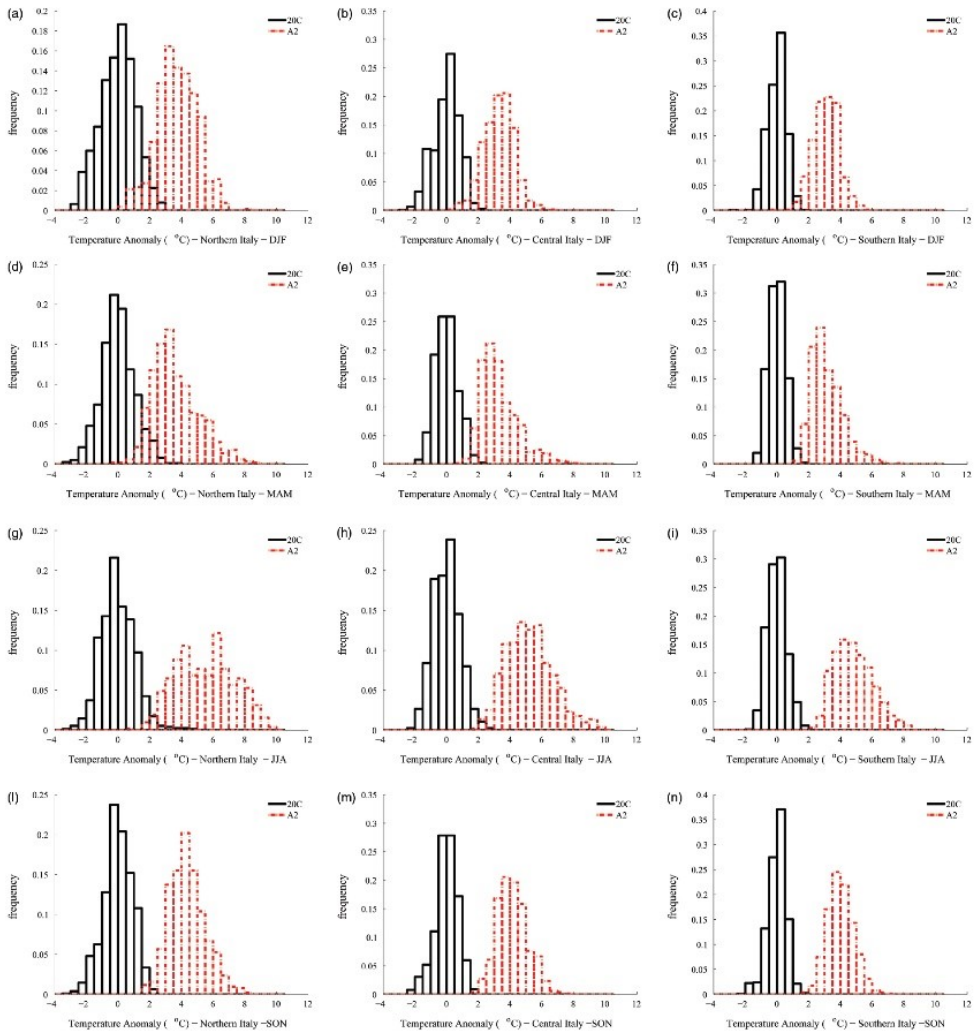 (a)
0.2
0.18
0.16
0.14
0.12
0.1
0.08
0.06
0.04
0.02
0
frequency
20C
A2
−4 −2 0 2 4 6 8 10 12
Temperature Anomaly ( °C) − Northern Italy − DJF
(b)
0.35
0.3
0.25
0.2
0.15
0.1
0.05
0
frequency
20C
A2
−4 −2 0 2 4 6 8 10 12
Temperature Anomaly ( °C) − Central Italy − DJF
(c)
0.4
0.35
0.3
0.25
0.2
0.15
0.1
0.05
0
frequency
20C
A2
−4 −2 0 2 4 6 8 10 12
Temperature Anomaly ( °C) − Southern Italy − DJF
(d)
0.25
0.2
0.15
0.1
0.05
0
frequency
20C
A2
−4 −2 0 2 4 6 8 10 12
Temperature Anomaly ( °C) − Northern Italy − MAM
(e)
0.35
0.3
0.25
0.2
0.15
0.1
0.05
0
frequency
20C
A2
−4 −2 0 2 4 6 8 10 12
Temperature Anomaly ( °C) − Central Italy − MAM
(f)
0.35
0.3
0.25
0.2
0.15
0.1
0.05
0
frequency
20C
A2
−4 −2 0 2 4 6 8 10 12
Temperature Anomaly ( °C) − Southern Italy − MAM
(g)
0.25
0.2
0.15
0.1
0.05
0
frequency
20C
A2
−4 −2 0 2 4 6 8 10 12
Temperature Anomaly ( °C) − Northern Italy − JJA
(h)
0.25
0.2
0.15
0.1
0.05
0
frequency
20C
A2
−4 −2 0 2 4 6 8 10 12
Temperature Anomaly ( °C) − Central Italy − JJA
(i)
0.35
0.3
0.25
0.2
0.15
0.1
0.05
0
frequency
20C
A2
−4 −2 0 2 4 6 8 10 12
Temperature Anomaly ( °C) − Southern Italy − JJA
(l)
0.25
0.2
0.15
0.1
0.05
0
frequency
20C
A2
−4 −2 0 2 4 6 8 10 12
Temperature Anomaly ( °C) − Northern Italy −SON
(m)
0.4
0.35
0.3
0.25
0.2
0.15
0.1
0.05
0
frequency
20C
A2
−4 −2 0 2 4 6 8 10 12
Temperature Anomaly ( °C) − Central Italy −SON
(n)
0.4
0.35
0.3
0.25
0.2
0.15
0.1
0.05
0
frequency
20C
A2
−4 −2 0 2 4 6 8 10 12
Temperature Anomaly ( °C) − Southern Italy −SON